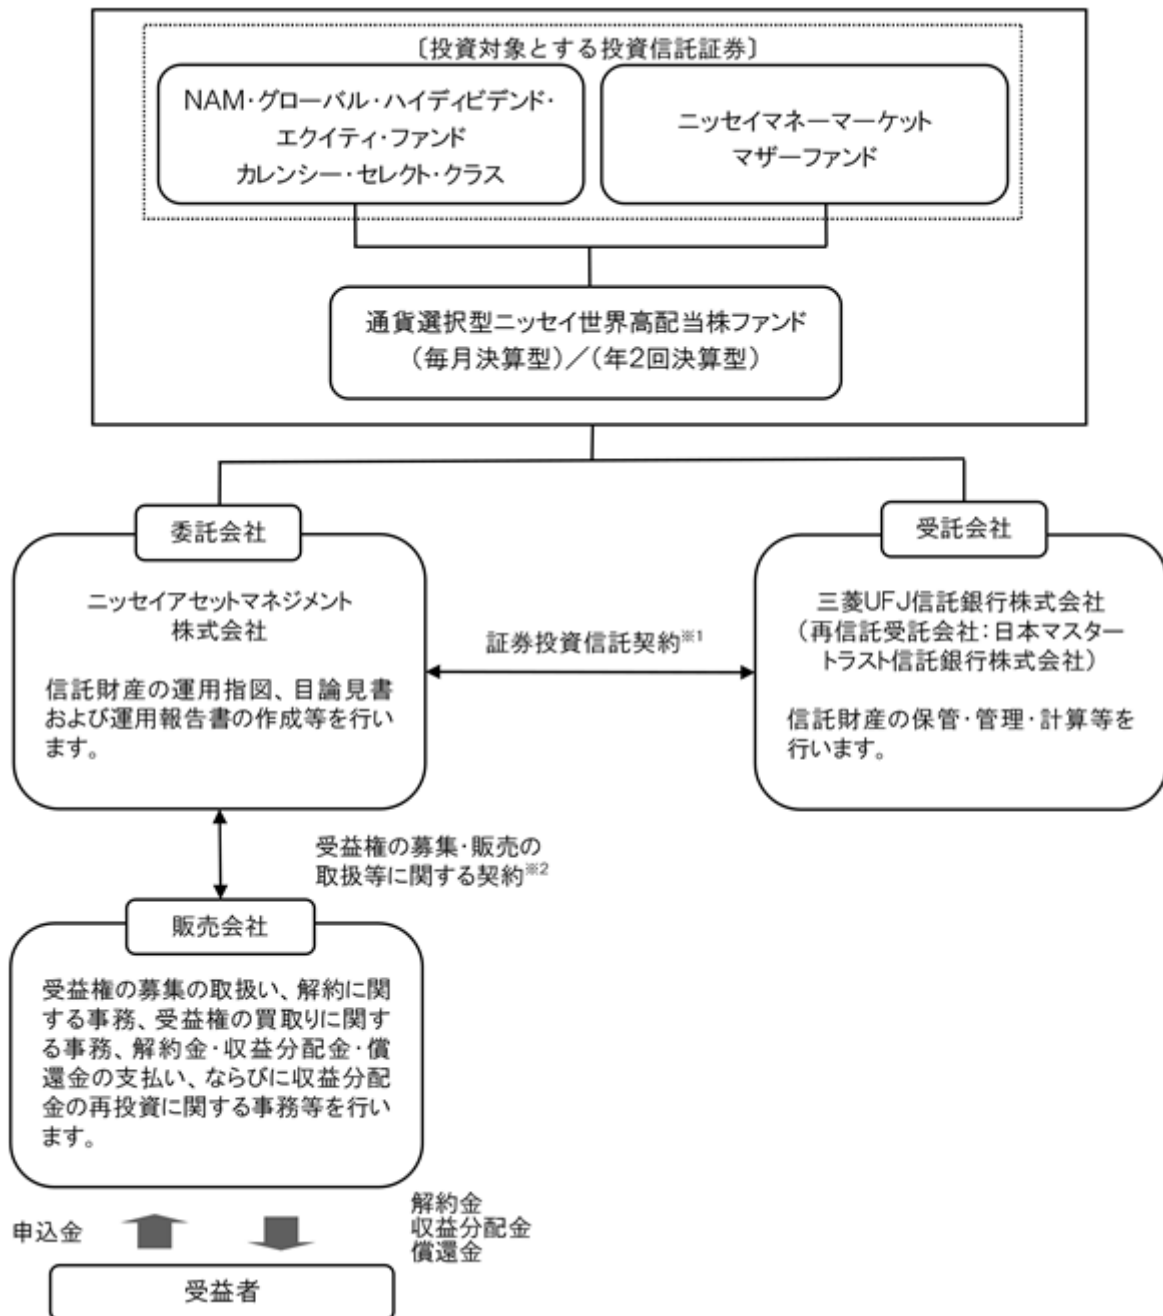 〔投資対象とする投資信託証券〕
NAM・グローバル・ハイディビデンド・
エクイティ・ファンド
カレンシー・セレクト・クラス
ニッセイマネーマーケット
マザーファンド
通貨選択型ニッセイ世界高配当株ファンド
（毎月決算型）／（年2回決算型）
委託会社
ニッセイアセットマネジメント
株式会社
信託財産の運用指図、目論見書
および運用報告書の作成等を行い
ます。
証券投資信託契約※1
受託会社
三菱UFJ信託銀行株式会社
（再信託受託会社：日本マスター
トラスト信託銀行株式会社）
信託財産の保管・管理・計算等を
行います。
受益権の募集・販売の
取扱等に関する契約※2
販売会社
受益権の募集の取扱い、解約に関
する事務、受益権の買取りに関す
る事務、解約金・収益分配金・償
還金の支払い、ならびに収益分配
金の再投資に関する事務等を行い
ます。
申込金
解約金
収益分配金
償還金
受益者